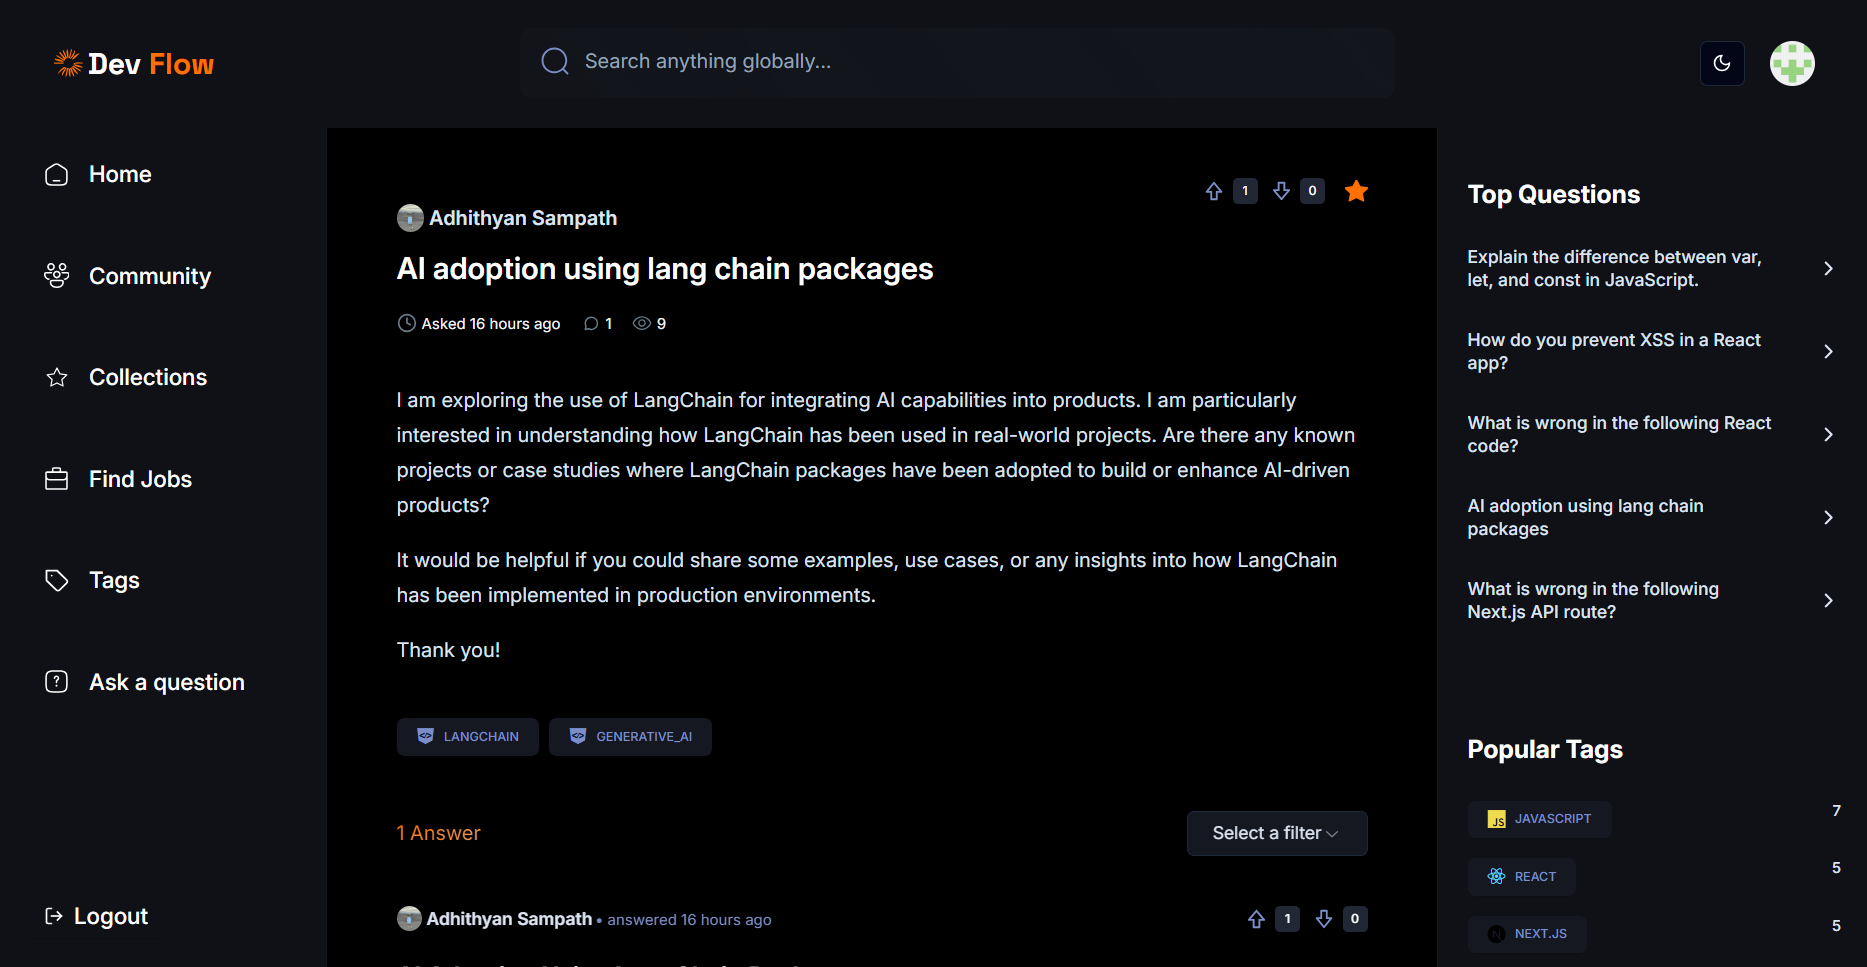 Dev Flow
Search anything globally...
Home
Community
Collections
Find Jobs
Tags
Ask a question
Logout
1
0
Adhithyan Sampath
AI adoption using lang chain packages
Asked 16 hours ago
1
9
I am exploring the use of LangChain for integrating AI capabilities into products. I am particularly
interested in understanding how LangChain has been used in real-world projects. Are there any known
projects or case studies where LangChain packages have been adopted to build or enhance AI-driven
products?
It would be helpful if you could share some examples, use cases, or any insights into how LangChain
has been implemented in production environments.
Thank you!
LANGCHAIN
GENERATIVE_AI
1 Answer
Select a filter
Adhithyan Sampath • answered 16 hours ago
1
0
Top Questions
Explain the difference between var,
let, and const in JavaScript.
How do you prevent XSS in a React
app?
What is wrong in the following React
code?
AI adoption using lang chain
packages
What is wrong in the following
Next.js API route?
Popular Tags
JS
JAVASCRIPT
7
REACT
5
NEXT.JS
5